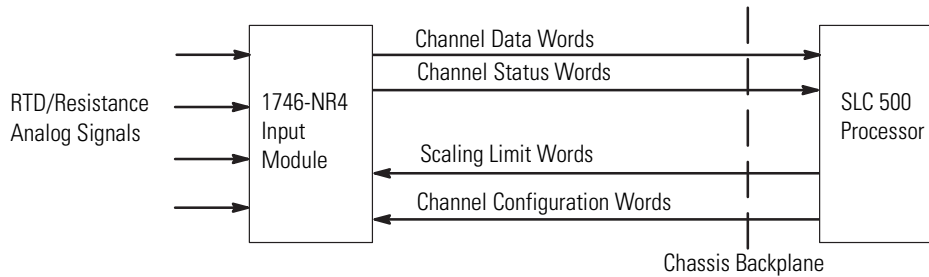 RTD/Resistance
Analog Signals
1746-NR4
Input
Module
Channel Data Words
Channel Status Words
Scaling Limit Words
Channel Configuration Words
SLC 500
Processor
Chassis Backplane